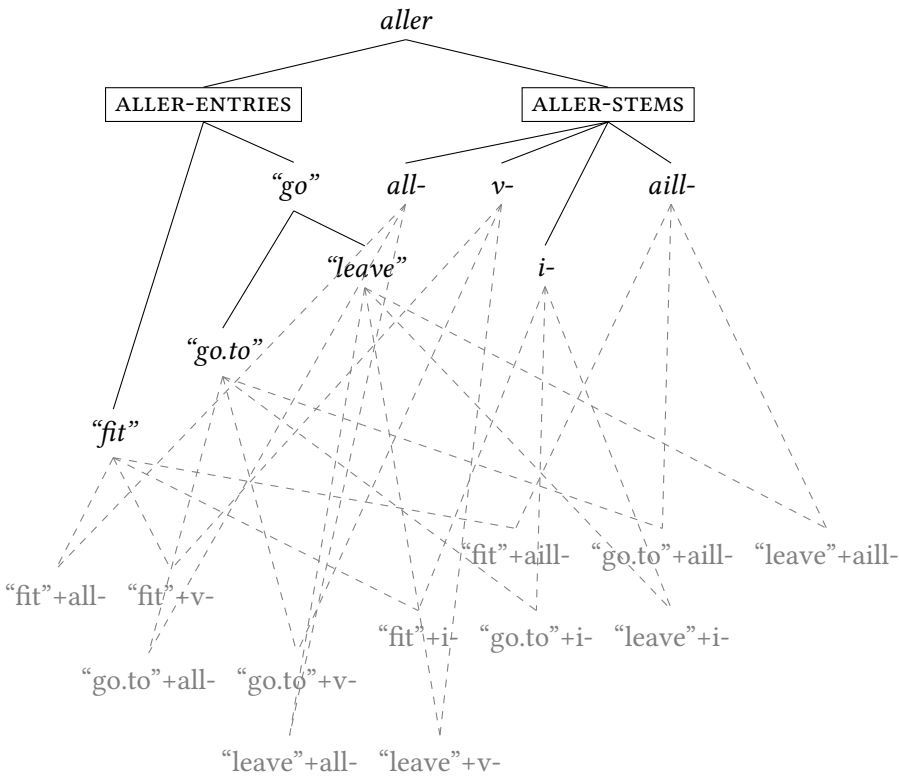 aller
ALLER-ENTRIES ALLER-STEMS
“go” all- v- aill-
“leave” i-
“go.to”
“fit”
“fit”+aill- “go.to”+aill- “leave”+aill-
“fit”+all- “fit”+v-
“fit”+i- “go.to”+i- “leave”+i-
“go.to”+all- “go.to”+v-
“leave”+all- “leave”+v-